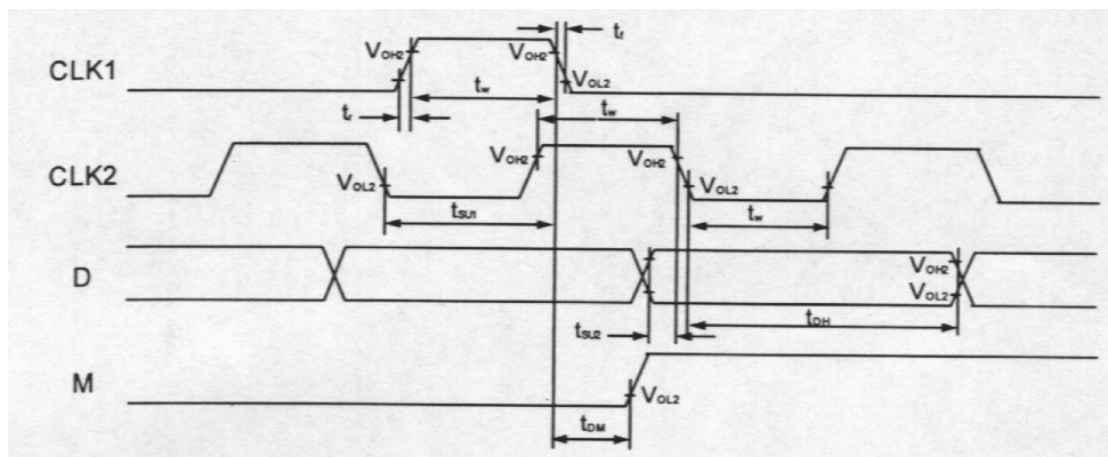 VOH2 VOH2 tr
CLK1 VOL2
tw
tr tw
VOH2 VOH2
CLK2 VOL2 VOL2
tSU1 tw
D VOH2
VOL2
tSU2 tDH
M VOL2
tDM